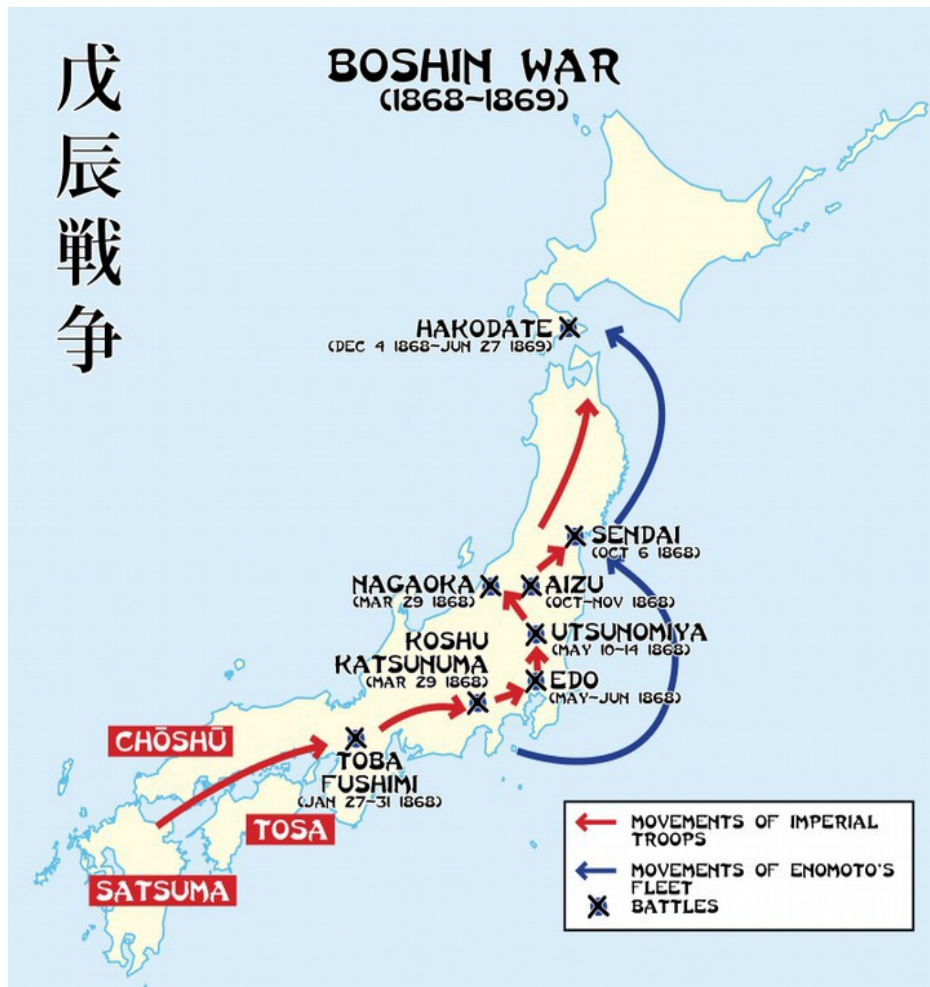 戊辰戦争
BOSHIN WAR
(1868~1869)
HAKODATE
(DEC 4 1868-JUN 27 1869)
SENDAI
(OCT 6 1868)
NAGAOKA
(MAR 29 1868)
AIZU
(OCT-NOV 1868)
UTSUNOMIYA
(MAY 10-14 1868)
KOSHU
KATSUNUMA
(MAR 29 1868)
EDO
(MAY-JUN 1868)
CHŌSHŪ
TOBA
FUSHIMI
(JAN 27-31 1868)
TOSA
SATSUMA
MOVEMENTS OF IMPERIAL
TROOPS
MOVEMENTS OF ENOMOTO'S
FLEET
BATTLES